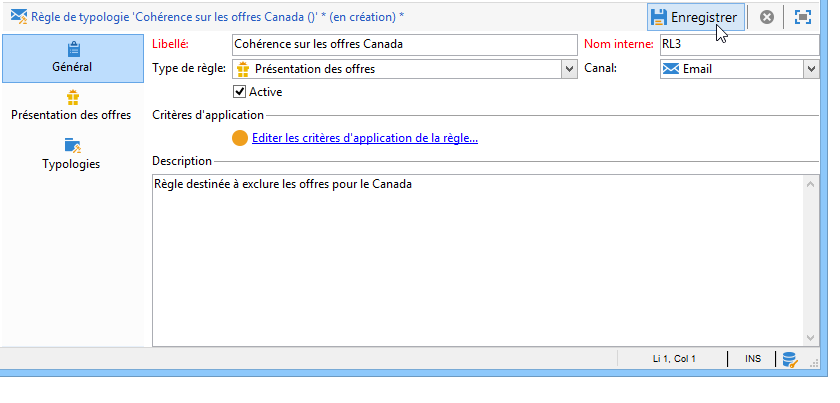 Règle de typologie 'Cohérence sur les offres Canada ()' * (en création) *
Enregistrer
Général
Présentation des offres
Typologies
Libellé: Cohérence sur les offres Canada Nom interne: RL3
Type de règle: Présentation des offres Canal: Email
Active
Critères d'application
Editer les critères d'application de la règle...
Description
Règle destinée à exclure les offres pour le Canada
Li 1, Col 1 INS